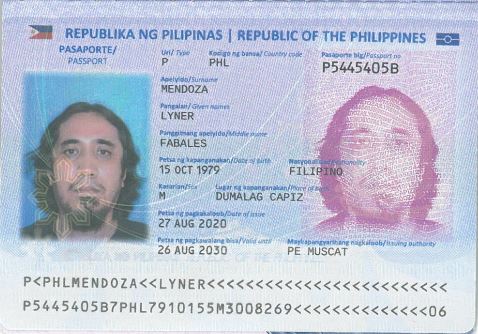 REPUBLIKA NG PILIPINAS | REPUBLIC OF THE PHILIPPINES
PASAPORTE/ PASSPORT
Uri/ Type Kodigo ng bansa/ Country code Pasaporte blg/Passport no
P PHL P5445405B
Apelyido/Surname
MENDOZA
Pangalan/ Given names
LYNER
Panggitnang apelyido/Middle name
FABALES
Petsa ng kapanganakan/Date of birth Nasyonalidad/Nationality
15 OCT 1979 FILIPINO
Kasarian/Sex Lugar ng kapanganakan/Place of birth
M DUMALAG CAPIZ
Petsa ng pagkakaloob/Date of issue
27 AUG 2020
Petsa ng pagkawalang bisa/Valid until Maykapangyarihang nagkaloob/Issuing authority
26 AUG 2030 PE MUSCAT
P<PHLMENDOZA<<LYNER<<<<<<<<<<<<<<<<<<<<<<<<<
P5445405B7PHL7910155M3008269<<<<<<<<<<<<<<06